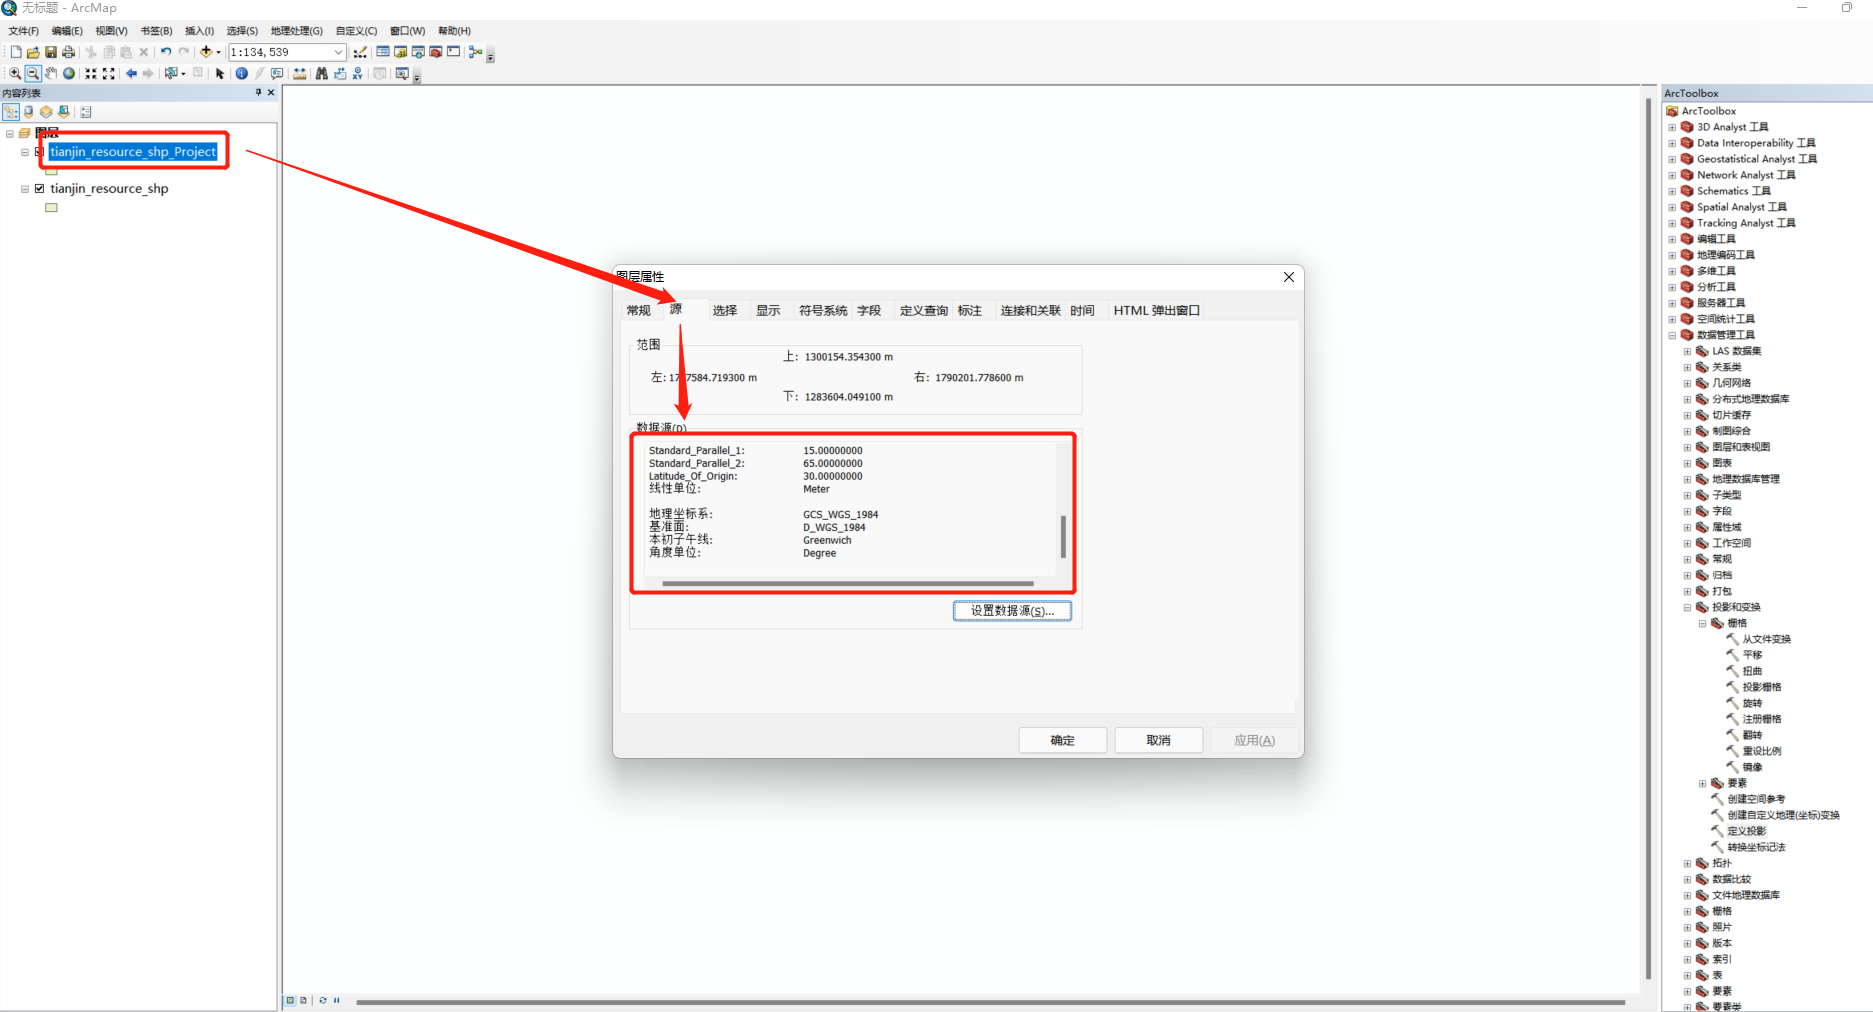 无标题 - ArcMap
文件(F) 编辑(E) 视图(V) 书签(B) 插入(I) 选择(S) 地理处理(G) 自定义(C) 窗口(W) 帮助(H)
1:134,539
内容列表
图层
tianjin_resource_shp_Project
tianjin_resource_shp
图层属性
常规 源 选择 显示 符号系统 字段 定义查询 标注 连接和关联 时间 HTML 弹出窗口
范围
上: 1300154.354300 m
左: 7584.719300 m 右: 1790201.778600 m
下: 1283604.049100 m
数据源(D)
Standard_Parallel_1: 15.00000000
Standard_Parallel_2: 65.00000000
Latitude_Of_Origin: 30.00000000
线性单位: Meter
地理坐标系: GCS_WGS_1984
基准面: D_WGS_1984
本初子午线: Greenwich
角度单位: Degree
设置数据源(S)...
确定 取消 应用(A)
ArcToolbox
ArcToolbox
3D Analyst 工具
Data Interoperability 工具
Geostatistical Analyst 工具
Network Analyst 工具
Schematics 工具
Spatial Analyst 工具
Tracking Analyst 工具
编辑工具
地理编码工具
多维工具
分析工具
服务器工具
空间统计工具
数据管理工具
LAS 数据集
关系类
几何网络
分布式地理数据库
切片缓存
制图综合
图层和表视图
图表
地理数据库管理
子类型
字段
属性域
工作空间
常规
归档
打包
投影和变换
栅格
从文件变换
平移
扭曲
投影栅格
旋转
注册栅格
翻转
重设比例
镜像
要素
创建空间参考
创建自定义地理(坐标)变换
定义投影
转换坐标记法
拓扑
数据比较
文件地理数据库
栅格
照片
版本
索引
表
要素
要素类